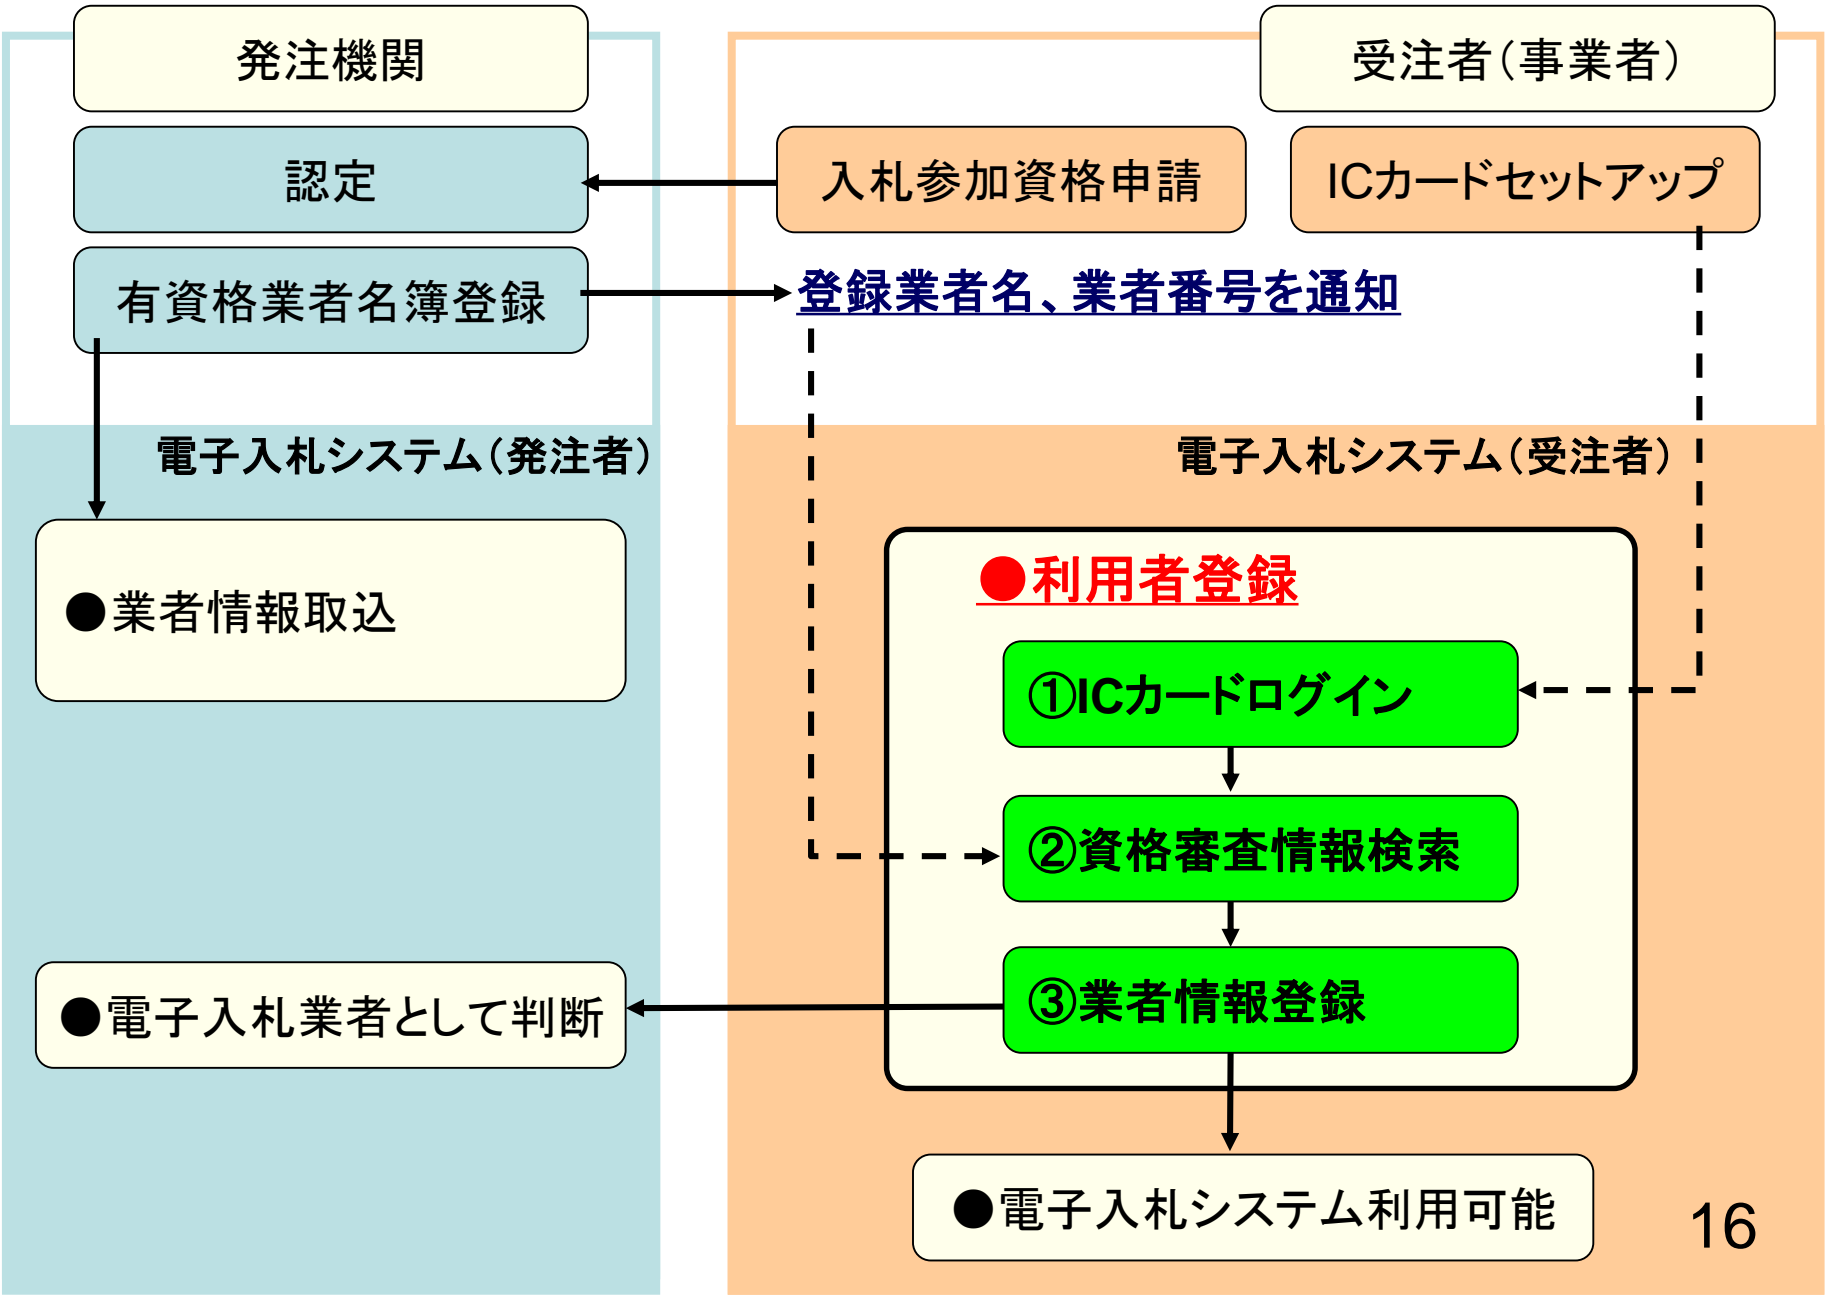 発注機関
受注者（事業者）
認定
入札参加資格申請
ICカードセットアップ
有資格業者名簿登録
登録業者名、業者番号を通知
電子入札システム（発注者）
電子入札システム（受注者）
●業者情報取込
●利用者登録
①ICカードログイン
②資格審査情報検索
③業者情報登録
●電子入札業者として判断
●電子入札システム利用可能
16